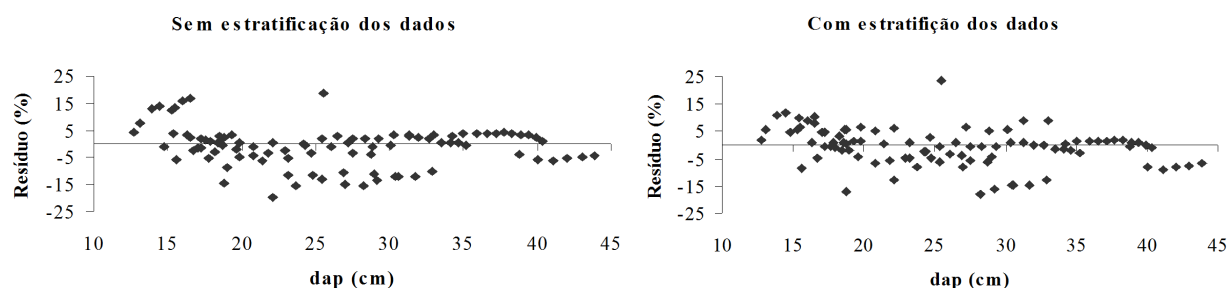 Sem estratificação dos dados
25
15
5
-5
-15
-25
Resíduo (%)
10 15 20 25 30 35 40 45
dap (cm)
Com estratifição dos dados
25
15
5
-5
-15
-25
Resíduo (%)
10 15 20 25 30 35 40 45
dap (cm)